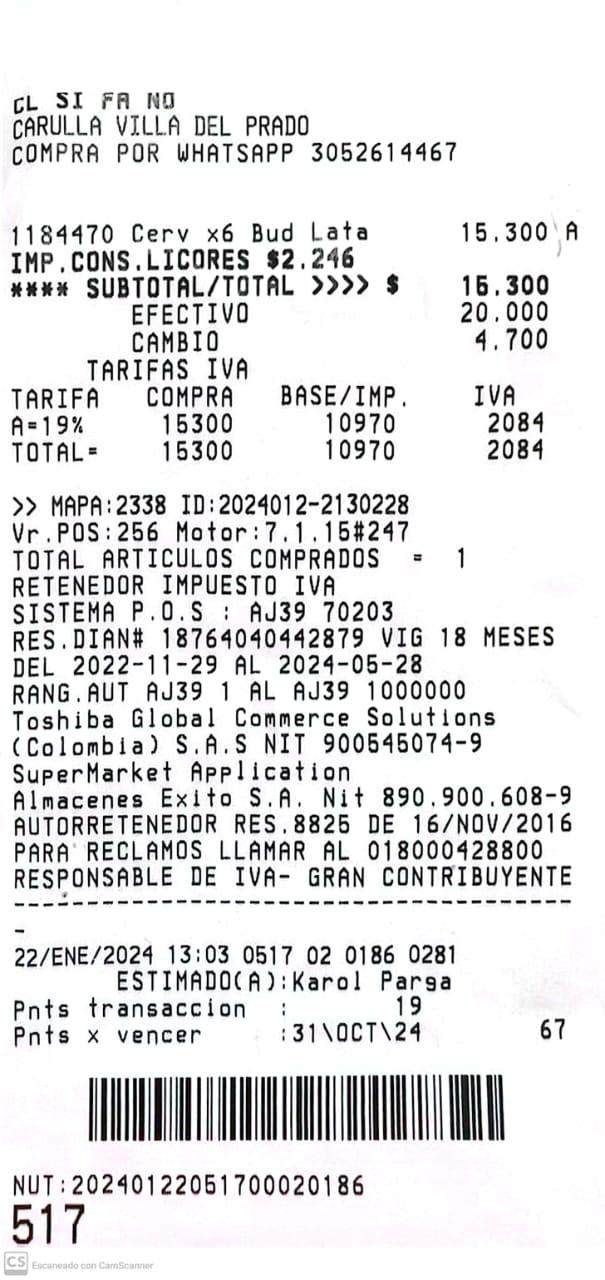 CL SI FA NO
CARULLA VILLA DEL PRADO
COMPRA POR WHATSAPP 3052614467
1184470 Cerv x6 Bud Lata 15.300 A
IMP.CONS.LICORES $2.246
**** SUBTOTAL/TOTAL >>>> $ 15.300
EFECTIVO 20.000
CAMBIO 4.700
TARIFAS IVA
TARIFA COMPRA BASE/IMP. IVA
A=19% 15300 10970 2084
TOTAL= 15300 10970 2084
>> MAPA:2338 ID:2024012-2130228
Vr.POS:256 Motor:7.1.15#247
TOTAL ARTICULOS COMPRADOS = 1
RETENEDOR IMPUESTO IVA
SISTEMA P.O.S : AJ39 70203
RES.DIAN# 18764040442879 VIG 18 MESES
DEL 2022-11-29 AL 2024-05-28
RANG.AUT AJ39 1 AL AJ39 1000000
Toshiba Global Commerce Solutions
(Colombia) S.A.S NIT 900545074-9
SuperMarket Application
Almacenes Exito S.A. Nit 890.900.608-9
AUTORRETENEDOR RES.8825 DE 16/NOV/2016
PARA RECLAMOS LLAMAR AL 018000428800
RESPONSABLE DE IVA- GRAN CONTRIBUYENTE
--------------------------------------
-
22/ENE/2024 13:03 0517 02 0186 0281
ESTIMADO(A):Karol Parga
Pnts transaccion : 19
Pnts x vencer :31\OCT\24 67
NUT:20240122051700020186
517
CS Escaneado con CamScanner